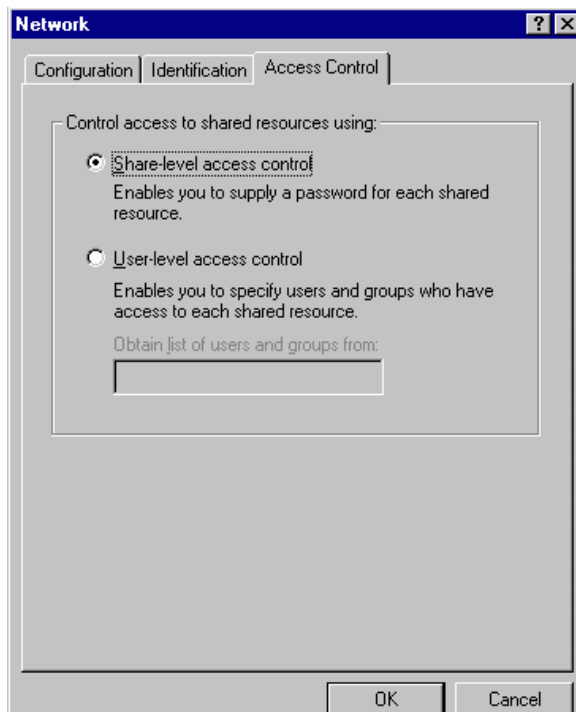 Network
Configuration Identification Access Control
Control access to shared resources using:
Share-level access control
Enables you to supply a password for each shared
resource.
User-level access control
Enables you to specify users and groups who have
access to each shared resource.
Obtain list of users and groups from:
OK Cancel